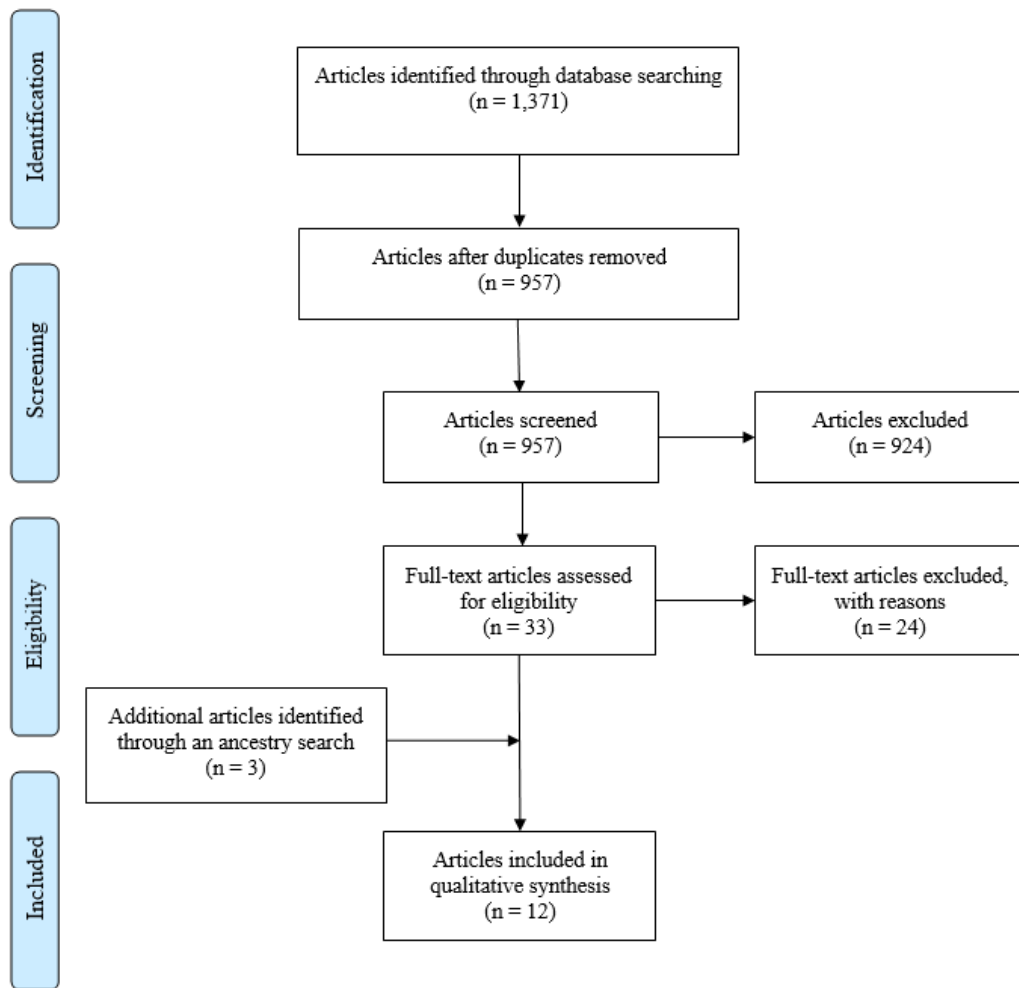 Identification
Articles identified through database searching
(n = 1,371)
Articles after duplicates removed
(n = 957)
Screening
Articles screened
(n = 957)
Articles excluded
(n = 924)
Eligibility
Full-text articles assessed
for eligibility
(n = 33)
Full-text articles excluded,
with reasons
(n = 24)
Additional articles identified
through an ancestry search
(n = 3)
Included
Articles included in
qualitative synthesis
(n = 12)